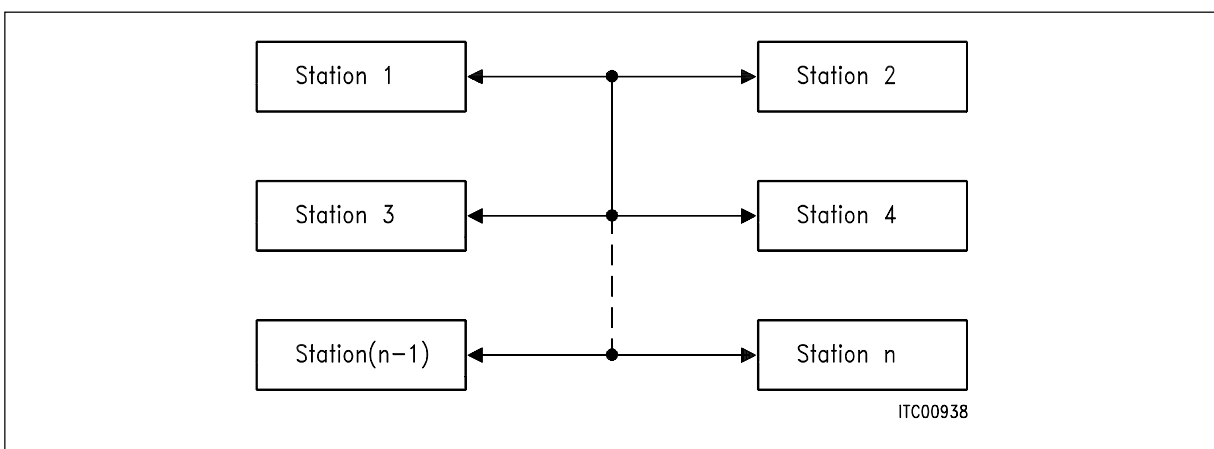 Station 1
Station 2
Station 3
Station 4
Station(n-1)
Station n
ITC00938